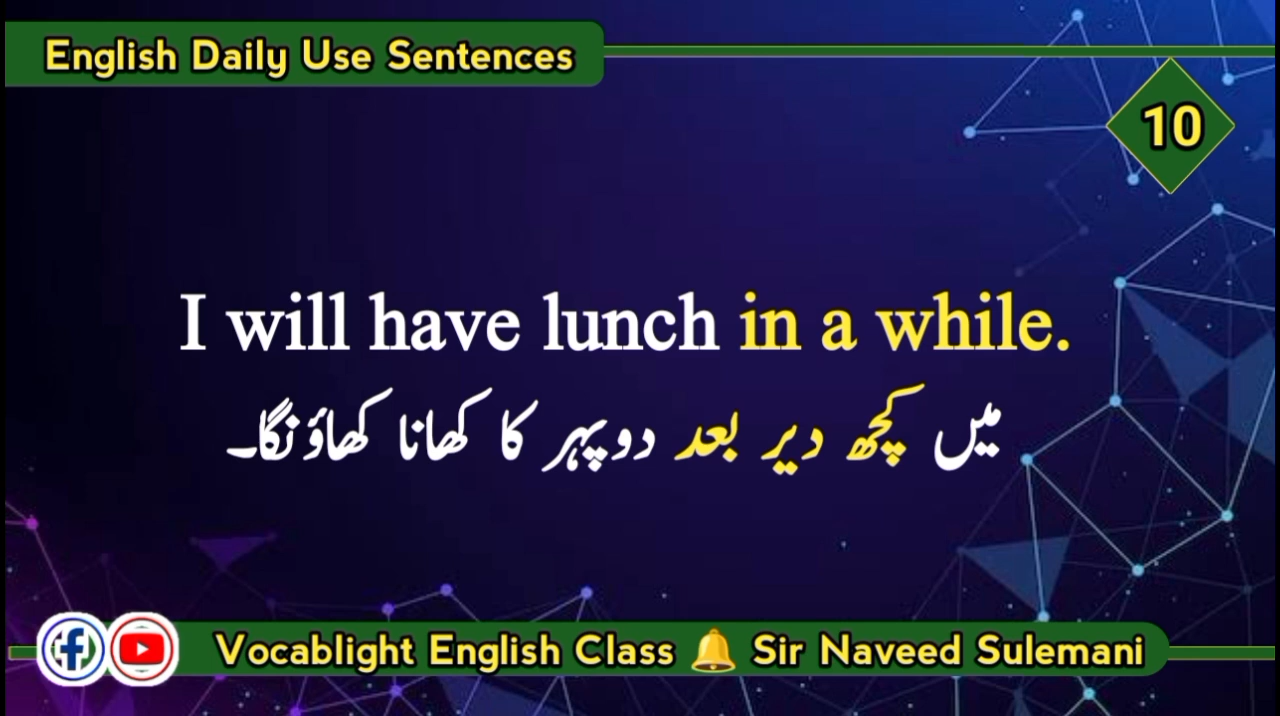 English Daily Use Sentences
10
I will have lunch in a while.
میں کچھ دیر بعد دوپہر کا کھانا کھاؤنگا۔
Vocablight English Class 🔔 Sir Naveed Sulemani